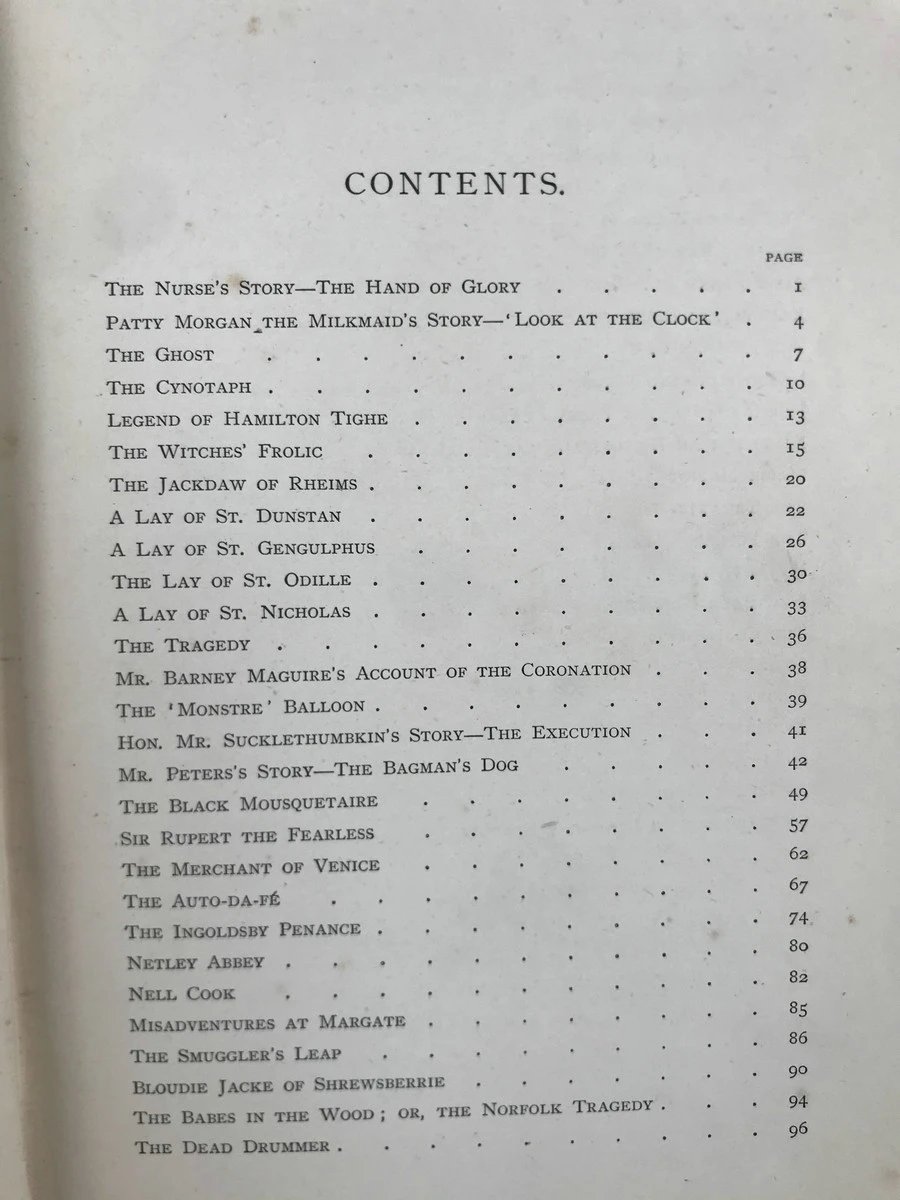 CONTENTS.
PAGE
THE NURSE'S STORY—THE HAND OF GLORY . . . . . 1
PATTY MORGAN THE MILKMAID'S STORY—'LOOK AT THE CLOCK' . 4
THE GHOST . . . . . . . . . . . 7
THE CYNOTAPH . . . . . . . . . . . 10
LEGEND OF HAMILTON TIGHE . . . . . . . . 13
THE WITCHES' FROLIC . . . . . . . . . 15
THE JACKDAW OF RHEIMS . . . . . . . . . 20
A LAY OF ST. DUNSTAN . . . . . . . . . 22
A LAY OF ST. GENGULPHUS . . . . . . . . 26
THE LAY OF ST. ODILLE . . . . . . . . . 30
A LAY OF ST. NICHOLAS . . . . . . . . . 33
THE TRAGEDY . . . . . . . . . . . 36
MR. BARNEY MAGUIRE'S ACCOUNT OF THE CORONATION . . . 38
THE 'MONSTRE' BALLOON . . . . . . . . . 39
HON. MR. SUCKLETHUMBKIN'S STORY—THE EXECUTION . . . 41
MR. PETERS'S STORY—THE BAGMAN'S DOG . . . . . 42
THE BLACK MOUSQUETAIRE . . . . . . . . 49
SIR RUPERT THE FEARLESS . . . . . . . . 57
THE MERCHANT OF VENICE . . . . . . . . 62
THE AUTO-DA-FÉ . . . . . . . . . . 67
THE INGOLDSBY PENANCE . . . . . . . . . 74
NETLEY ABBEY . . . . . . . . . . . 80
NELL COOK . . . . . . . . . . . 82
MISADVENTURES AT MARGATE . . . . . . . . 85
THE SMUGGLER'S LEAP . . . . . . . . . 86
BLOUDIE JACKE OF SHREWSBERRIE . . . . . . . 90
THE BABES IN THE WOOD; OR, THE NORFOLK TRAGEDY . . . 94
THE DEAD DRUMMER . . . . . . . . . . 96